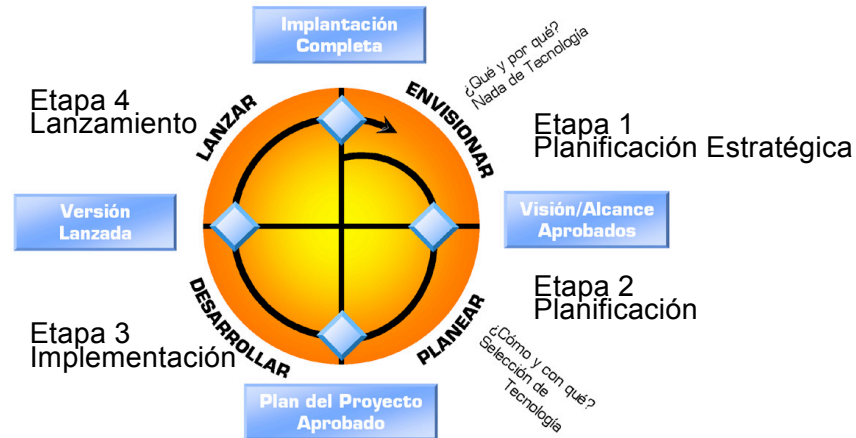 Implantación
Completa
¿Qué y por qué?
Nada de Tecnología
Etapa 4
Lanzamiento
LANZAR
ENVISIONAR
Etapa 1
Planificación Estratégica
Versión
Lanzada
Visión/Alcance
Aprobados
Etapa 2
Planificación
Etapa 3
Implementación
DESARROLLAR
PLANEAR
¿Cómo y con qué?
Selección de
Tecnología
Plan del Proyecto
Aprobado